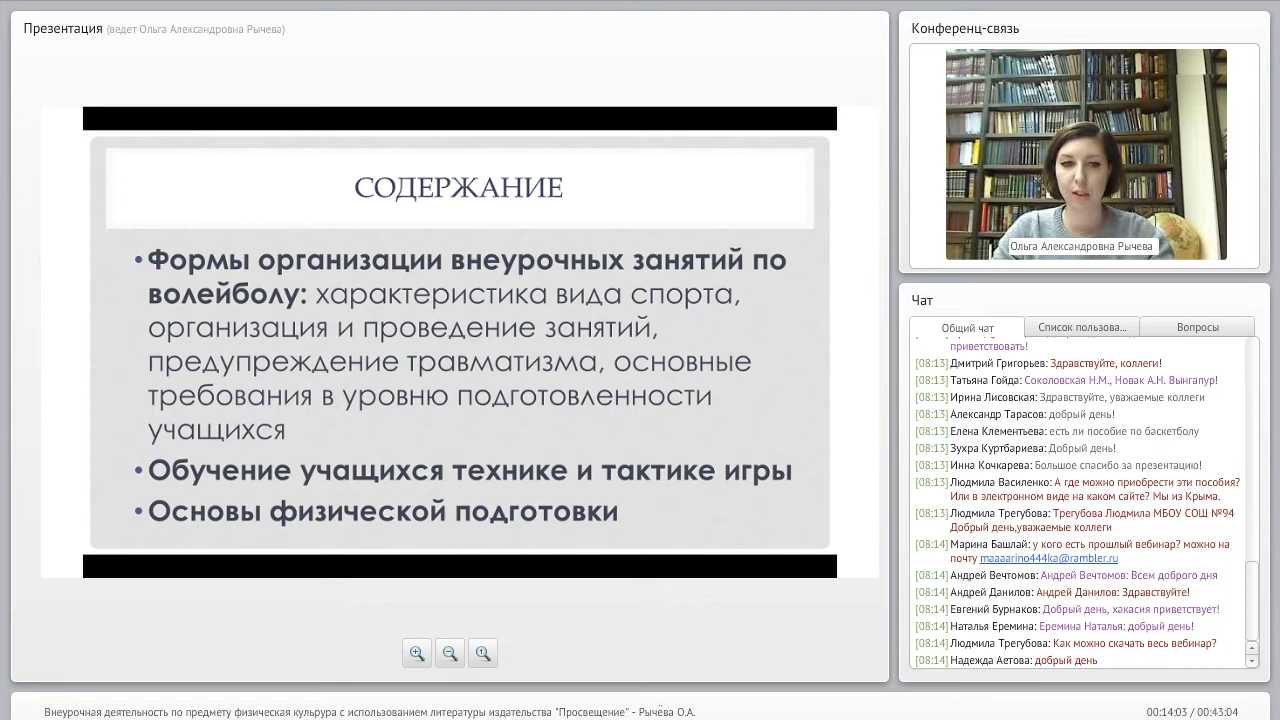 Презентация (ведет Ольга Александровна Рычева)
СОДЕРЖАНИЕ
• Формы организации внеурочных занятий по
волейболу: характеристика вида спорта,
организация и проведение занятий,
предупреждение травматизма, основные
требования в уровню подготовленности
учащихся
• Обучение учащихся технике и тактике игры
• Основы физической подготовки
Конференц-связь
Ольга Александровна Рычева
Чат
Общий чат
Список пользова...
Вопросы
приветствовать!
[08:13] Дмитрий Григорьев: Здравствуйте, коллеги!
[08:13] Татьяна Гойда: Соколовская Н.М., Новак А.Н. Вынгапур!
[08:13] Ирина Лисовская: Здравствуйте, уважаемые коллеги
[08:13] Александр Тарасов: добрый день!
[08:13] Елена Клементьева: есть ли пособие по баскетболу
[08:13] Зухра Куртбариева: Добрый день!
[08:13] Инна Кочкарева: Большое спасибо за презентацию!
[08:13] Людмила Василенко: А где можно приобрести эти пособия?
Или в электронном виде на каком сайте? Мы из Крыма.
[08:13] Людмила Трегубова: Трегубова Людмила МБОУ СОШ №94
Добрый день,уважаемые коллеги
[08:14] Марина Башлай: у кого есть прошлый вебинар? можно на
почту maaaarino444ka@rambler.ru
[08:14] Андрей Вечтомов: Андрей Вечтомов: Всем доброго дня
[08:14] Андрей Данилов: Андрей Данилов: Здравствуйте!
[08:14] Евгений Бурнаков: Добрый день, хакасия приветствует!
[08:14] Наталья Еремина: Еремина Наталья: добрый день!
[08:14] Людмила Трегубова: Как можно скачать весь вебинар?
[08:14] Надежда Аетова: добрый день
Внеурочная деятельность по предмету физическая кульрура с использованием литературы издательства "Просвещение" - Рычёва О.А.
00:14:03 / 00:43:04